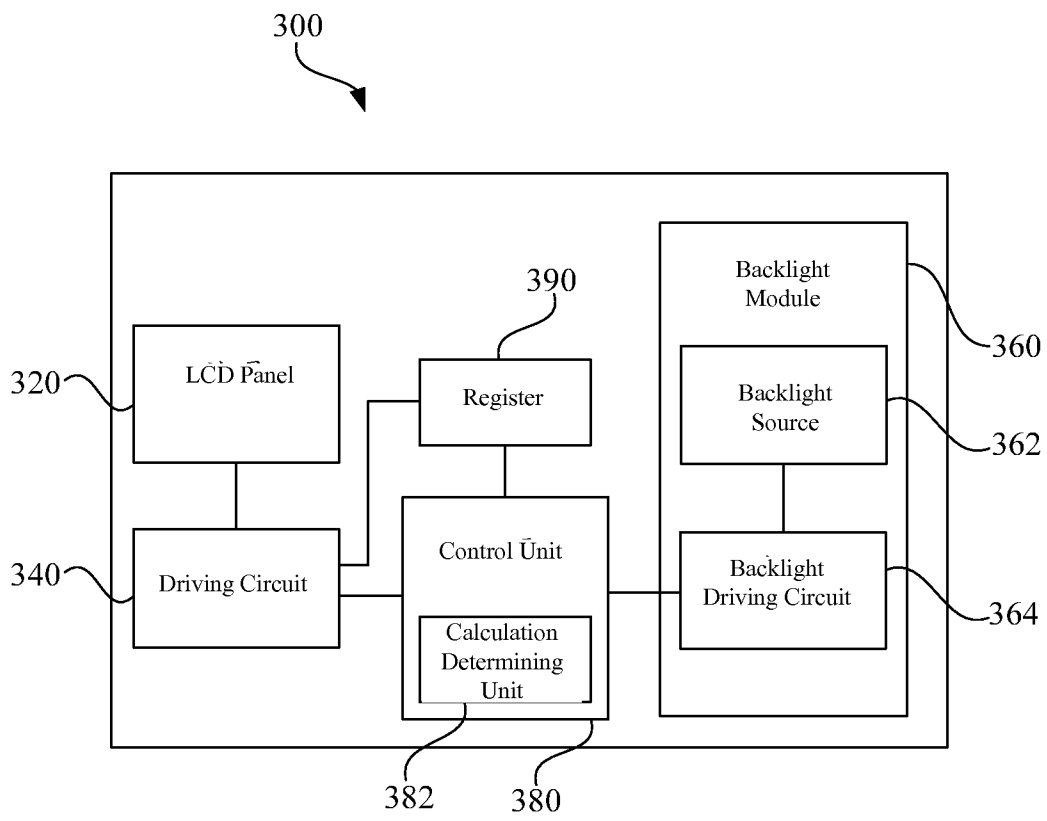 300
390
Backlight
Module
360
320
LCD Panel
Register
Backlight
Source
362
340
Driving Circuit
Control Unit
Backlight
Driving Circuit
364
Calculation
Determining
Unit
382
380